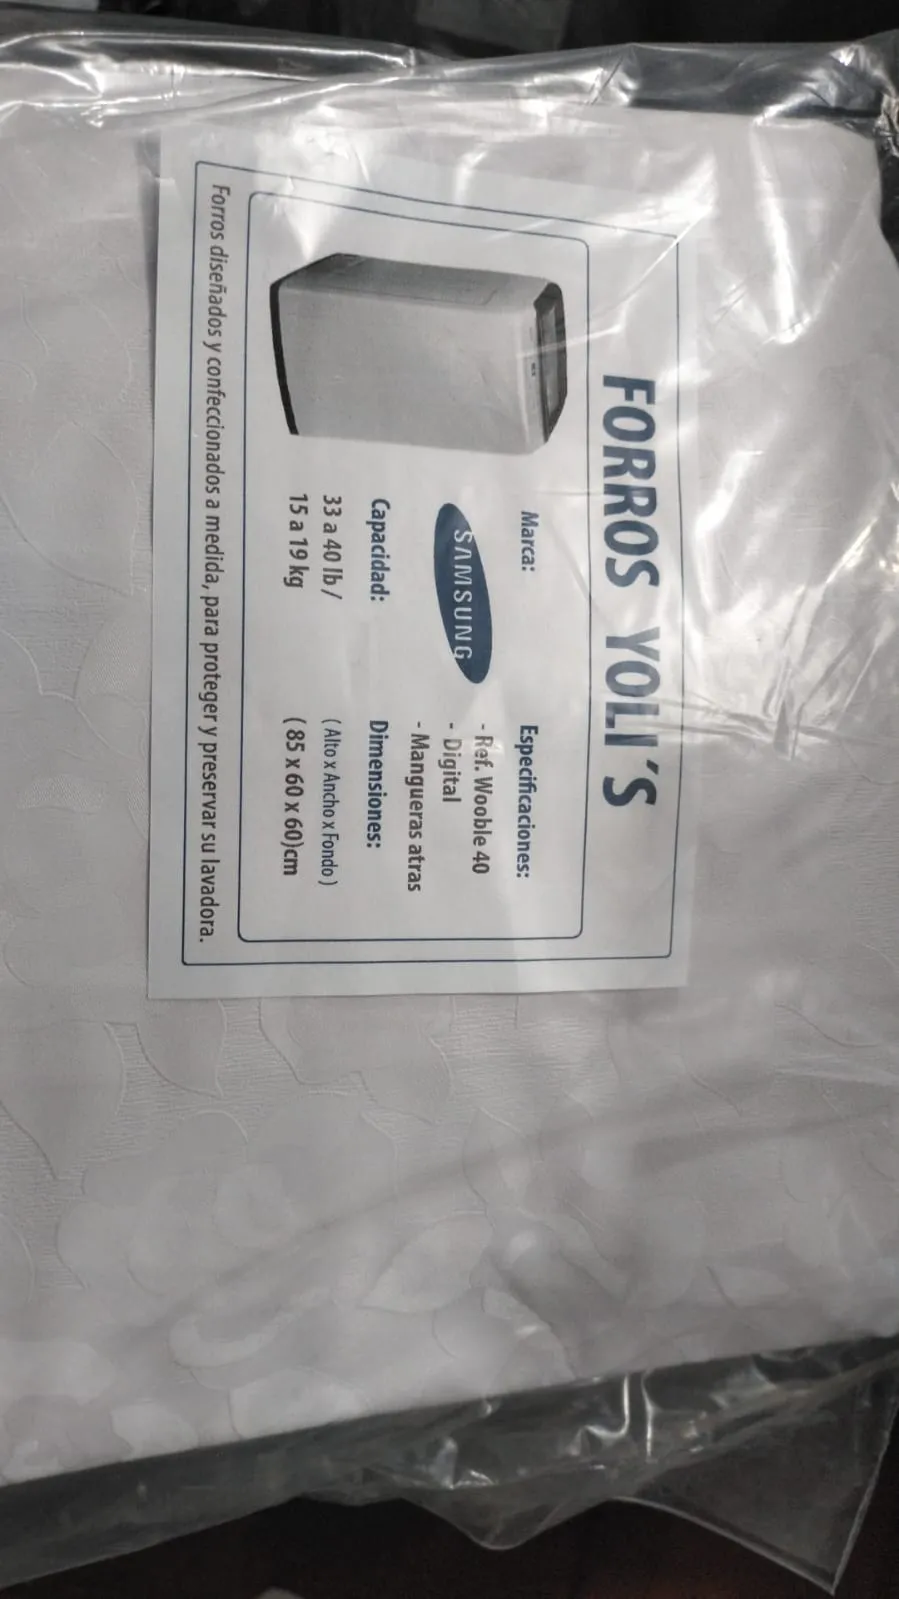 FORROS YOLI´S
Marca:
SAMSUNG
Capacidad:
33 a 40 lb /
15 a 19 kg
Especificaciones:
- Ref. Wooble 40
- Digital
- Mangueras atras
Dimensiones:
( Alto x Ancho x Fondo )
( 85 x 60 x 60)cm
Forros diseñados y confeccionados a medida, para proteger y preservar su lavadora.